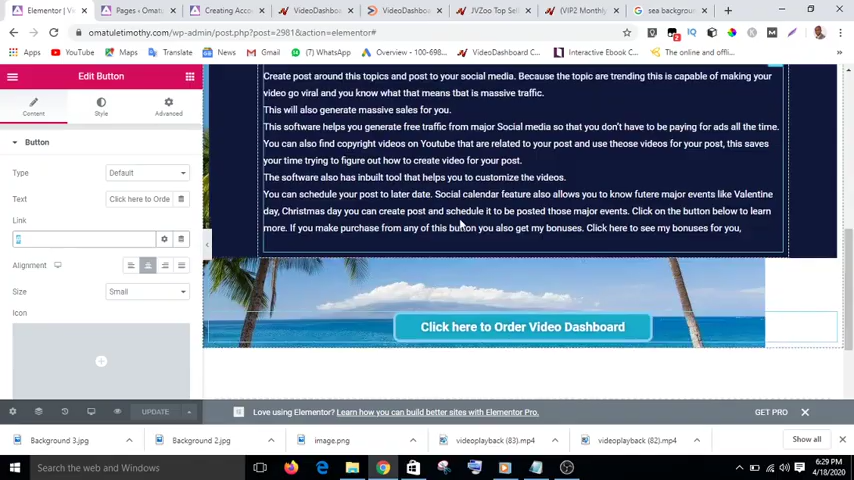 Elementor |
Pages ‹ Omatu
Creating Acco
VideoDashboa
VideoDashboa
JVZoo Top Sel
(VIP2 Monthly
sea backgroun
omatuletimothy.com/wp-admin/post.php?post=2981&action=elementor#
Apps
YouTube
Maps
Translate
News
Gmail
(7) WhatsApp
Overview – 100-698...
VideoDashboard C...
Interactive Ebook C...
The online and offli...
Edit Button
Content
Style
Advanced
Button
Type
Default
Text
Click here to Orde
Link
#
Alignment
Size
Small
Icon
UPDATE
Create post around this topics and post to your social media. Because the topic are trending this is capable of making your
video go viral and you know what that means tbat is massive traffic.
This will also generate massive sales for you.
This software helps you generate free traffic from major Social media so that you don't have to be paying for ads all the time.
You can also find copyright videos on Youtube that are related to your post and use theose videos for your post, this saves
your time trying to figure out how to create video for your post.
The software also has inbuilt tool that helps you to customize the videos.
You can schedule your post to later date. Social calendar feature also allows you to know futere major events like Valentine
day, Christmas day you can create post and schedule it to be posted those major events. Click on the button below to learn
more. If you make purchase from any of this button you also get my bonuses. Click here to see my bonuses for you,
Click here to Order Video Dashboard
Love using Elementor? Learn how you can build better sites with Elementor Pro.
GET PRO
Background 3.jpg
Background 2.jpg
image.png
videoplayback (83).mp4
videoplayback (82).mp4
Show all
Type here to search
6:29 PM
4/18/2020